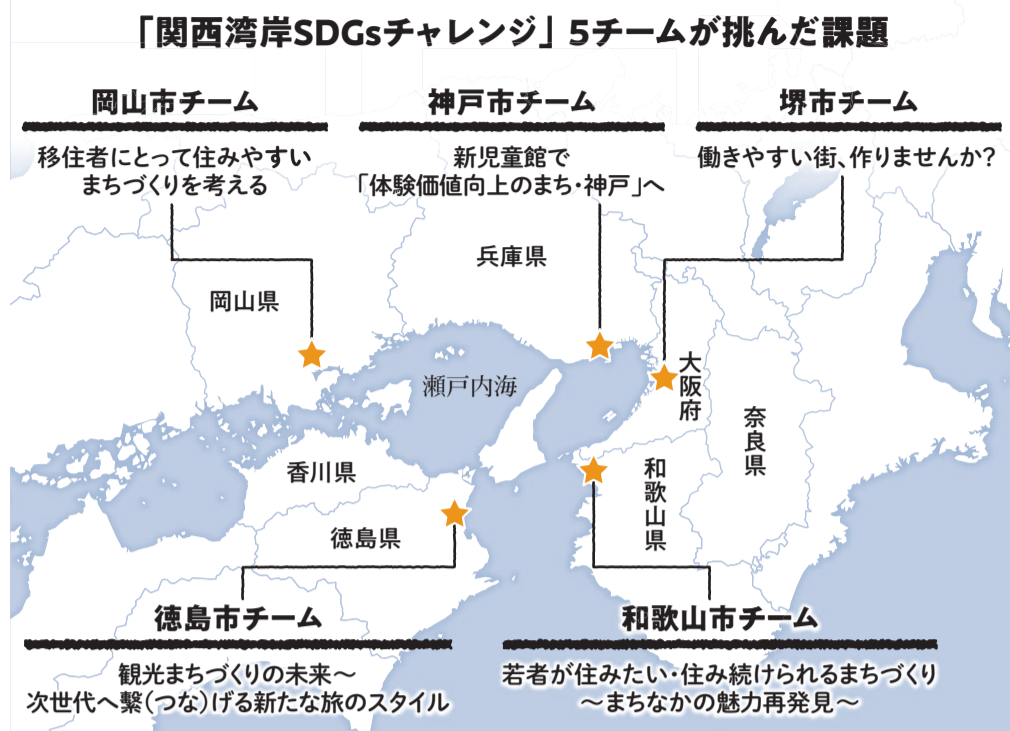 「関西湾岸SDGsチャレンジ」5チームが挑んだ課題
岡山市チーム
移住者にとって住みやすい
まちづくりを考える
神戸市チーム
新児童館で
「体験価値向上のまち・神戸」へ
堺市チーム
働きやすい街、作りませんか?
兵庫県
岡山県
瀬戸内海
大阪府
奈良県
和歌山県
香川県
徳島県
徳島市チーム
観光まちづくりの未来〜
次世代へ繋(つな)げる新たな旅のスタイル
和歌山市チーム
若者が住みたい・住み続けられるまちづくり
〜まちなかの魅力再発見〜